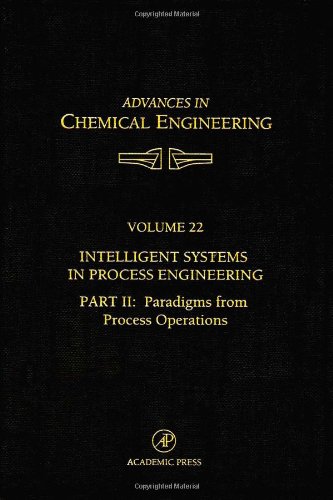 ADVANCES IN
CHEMICAL ENGINEERING
VOLUME 22
INTELLIGENT SYSTEMS
IN PROCESS ENGINEERING
PART II: Paradigms from
Process Operations
AP
ACADEMIC PRESS